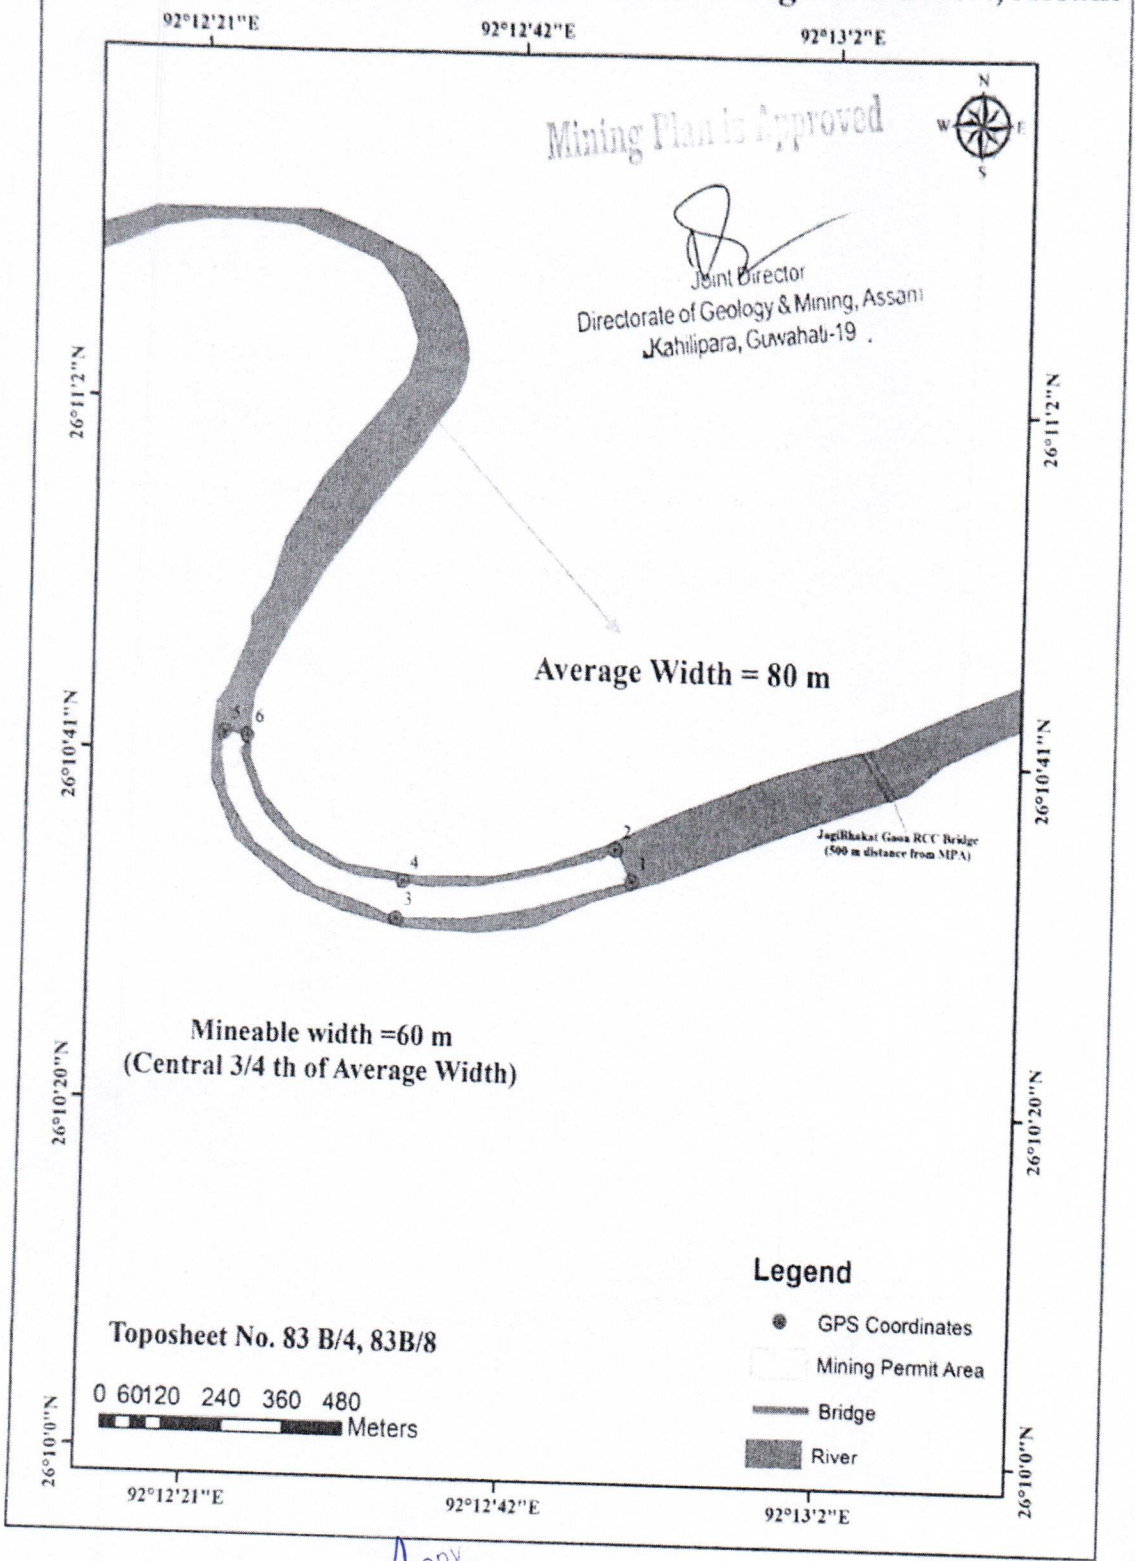 92°12'21"E
92°12'42"E
92°13'2"E
N
W
E
S
Mining Plan is Approved
Joint Director
Directorate of Geology & Mining, Assam
Kahilipara, Guwahati-19
26°11'2"N
26°11'2"N
Average Width = 80 m
5
6
26°10'41"N
26°10'41"N
JagiBhakat Gaon RCC Bridge
(500 m distance from MPA)
2
1
4
3
Mineable width =60 m
(Central 3/4 th of Average Width)
26°10'20"N
26°10'20"N
Legend
GPS Coordinates
Mining Permit Area
Bridge
River
Toposheet No. 83 B/4, 83B/8
0 60120 240 360 480
Meters
26°10'0"N
26°10'0"N
92°12'21"E
92°12'42"E
92°13'2"E